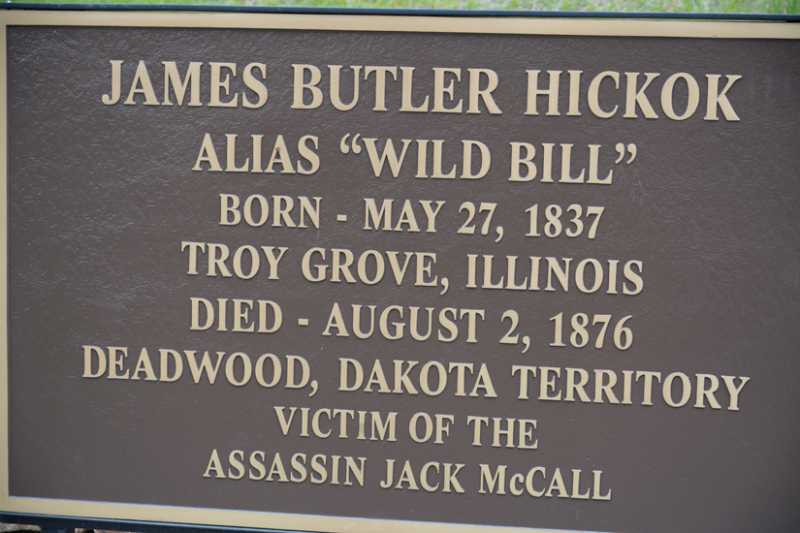 JAMES BUTLER HICKOK
ALIAS “WILD BILL”
BORN - MAY 27, 1837
TROY GROVE, ILLINOIS
DIED - AUGUST 2, 1876
DEADWOOD, DAKOTA TERRITORY
VICTIM OF THE
ASSASSIN JACK McCALL